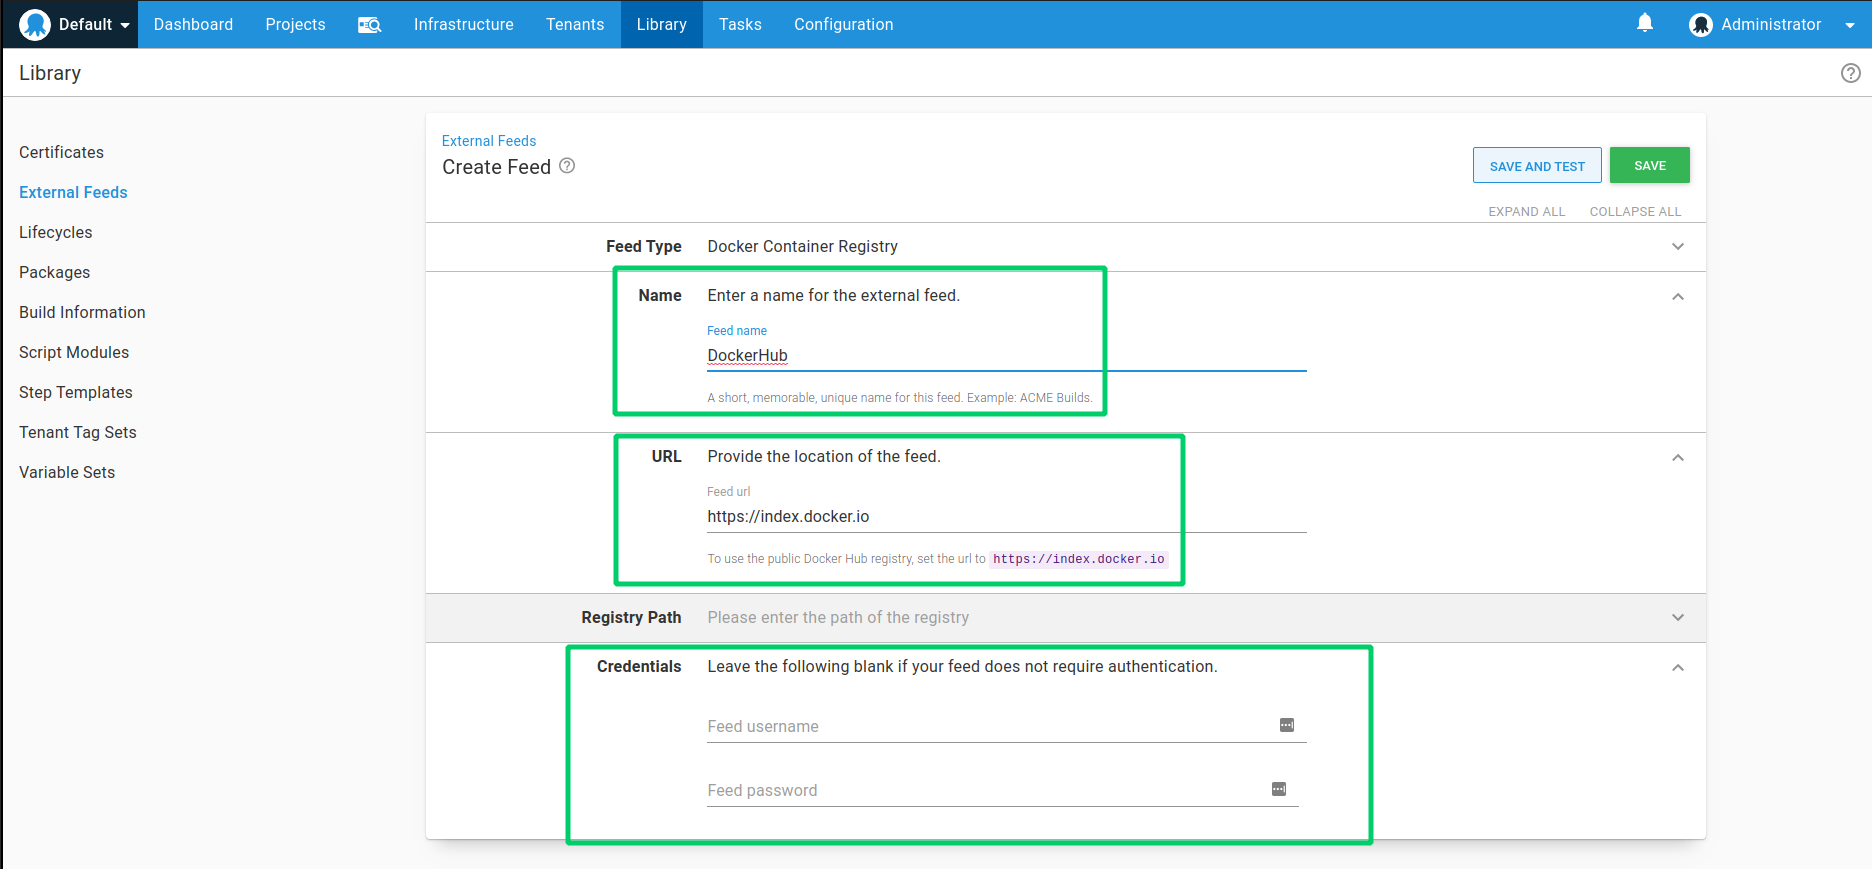 Default Dashboard Projects Infrastructure Tenants Library Tasks Configuration Administrator
Library
Certificates
External Feeds
Lifecycles
Packages
Build Information
Script Modules
Step Templates
Tenant Tag Sets
Variable Sets
External Feeds
Create Feed
SAVE AND TEST SAVE
EXPAND ALL COLLAPSE ALL
Feed Type Docker Container Registry
Name Enter a name for the external feed.
Feed name
DockerHub
A short, memorable, unique name for this feed. Example: ACME Builds.
URL Provide the location of the feed.
Feed url
https://index.docker.io
To use the public Docker Hub registry, set the url to https://index.docker.io
Registry Path Please enter the path of the registry
Credentials Leave the following blank if your feed does not require authentication.
Feed username
Feed password